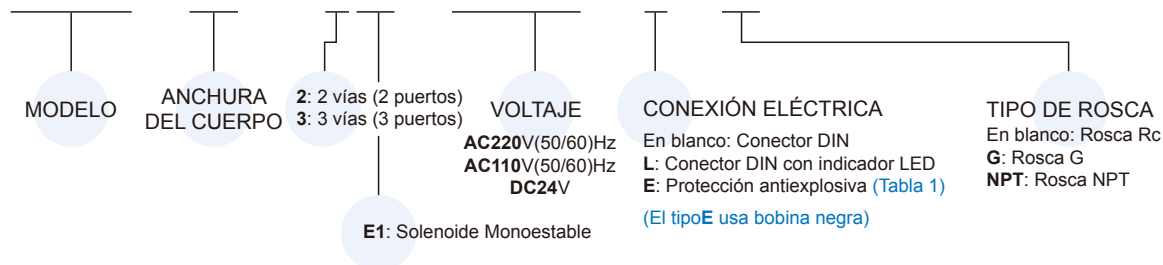 MODELO
ANCHURA
DEL CUERPO
2: 2 vías (2 puertos)
3: 3 vías (3 puertos)
E1: Solenoide Monoestable
VOLTAJE
AC220V(50/60)Hz
AC110V(50/60)Hz
DC24V
CONEXIÓN ELÉCTRICA
En blanco: Conector DIN
L: Conector DIN con indicador LED
E: Protección antiexplosiva (Tabla 1)
(El tipoE usa bobina negra)
TIPO DE ROSCA
En blanco: Rosca Rc
G: Rosca G
NPT: Rosca NPT